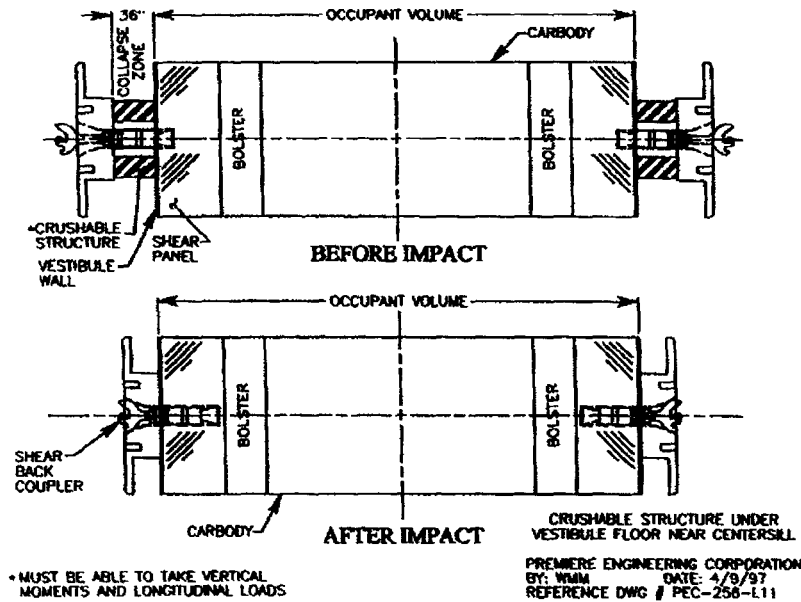 36"
COLLAPSE
ZONE
OCCUPANT VOLUME
CARBODY
BOLSTER
BOLSTER
*CRUSHABLE
STRUCTURE
SHEAR
PANEL
VESTIBULE
WALL
BEFORE IMPACT
OCCUPANT VOLUME
BOLSTER
BOLSTER
SHEAR
BACK
COUPLER
CARBODY
AFTER IMPACT
CRUSHABLE STRUCTURE UNDER
VESTIBULE FLOOR NEAR CENTERSILL
*MUST BE ABLE TO TAKE VERTICAL
MOMENTS AND LONGITUDINAL LOADS
PREMIERE ENGINEERING CORPORATION
BY: WMM DATE: 4/9/97
REFERENCE DWG # PEC-256-L11